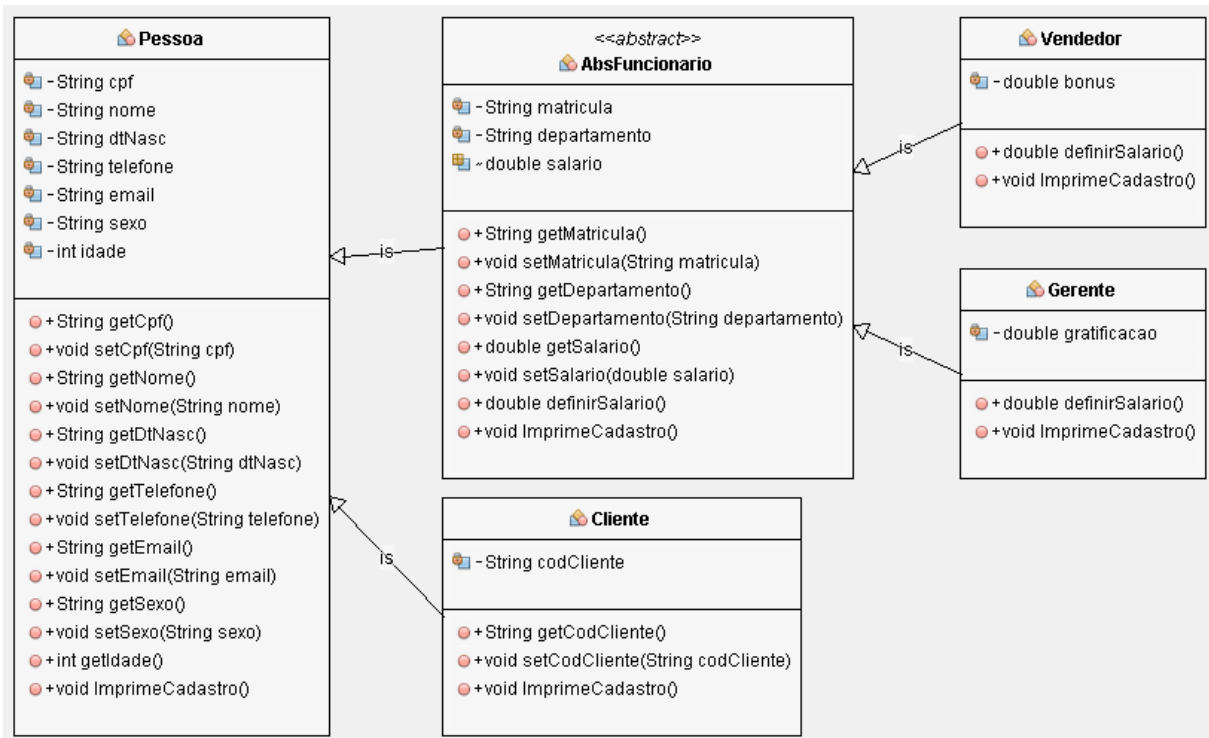 Pessoa
- String cpf
- String nome
- String dtNasc
- String telefone
- String email
- String sexo
- int idade
+ String getCpf()
+ void setCpf(String cpf)
+ String getNome()
+ void setNome(String nome)
+ String getDtNasc()
+ void setDtNasc(String dtNasc)
+ String getTelefone()
+ void setTelefone(String telefone)
+ String getEmail()
+ void setEmail(String email)
+ String getSexo()
+ void setSexo(String sexo)
+ int getIdade()
+ void ImprimeCadastro()
is
is
<<abstract>>
AbsFuncionario
- String matricula
- String departamento
~ double salario
+ String getMatricula()
+ void setMatricula(String matricula)
+ String getDepartamento()
+ void setDepartamento(String departamento)
+ double getSalario()
+ void setSalario(double salario)
+ double definirSalario()
+ void ImprimeCadastro()
Cliente
- String codCliente
+ String getCodCliente()
+ void setCodCliente(String codCliente)
+ void ImprimeCadastro()
is
is
Vendedor
- double bonus
+ double definirSalario()
+ void ImprimeCadastro()
Gerente
- double gratificacao
+ double definirSalario()
+ void ImprimeCadastro()